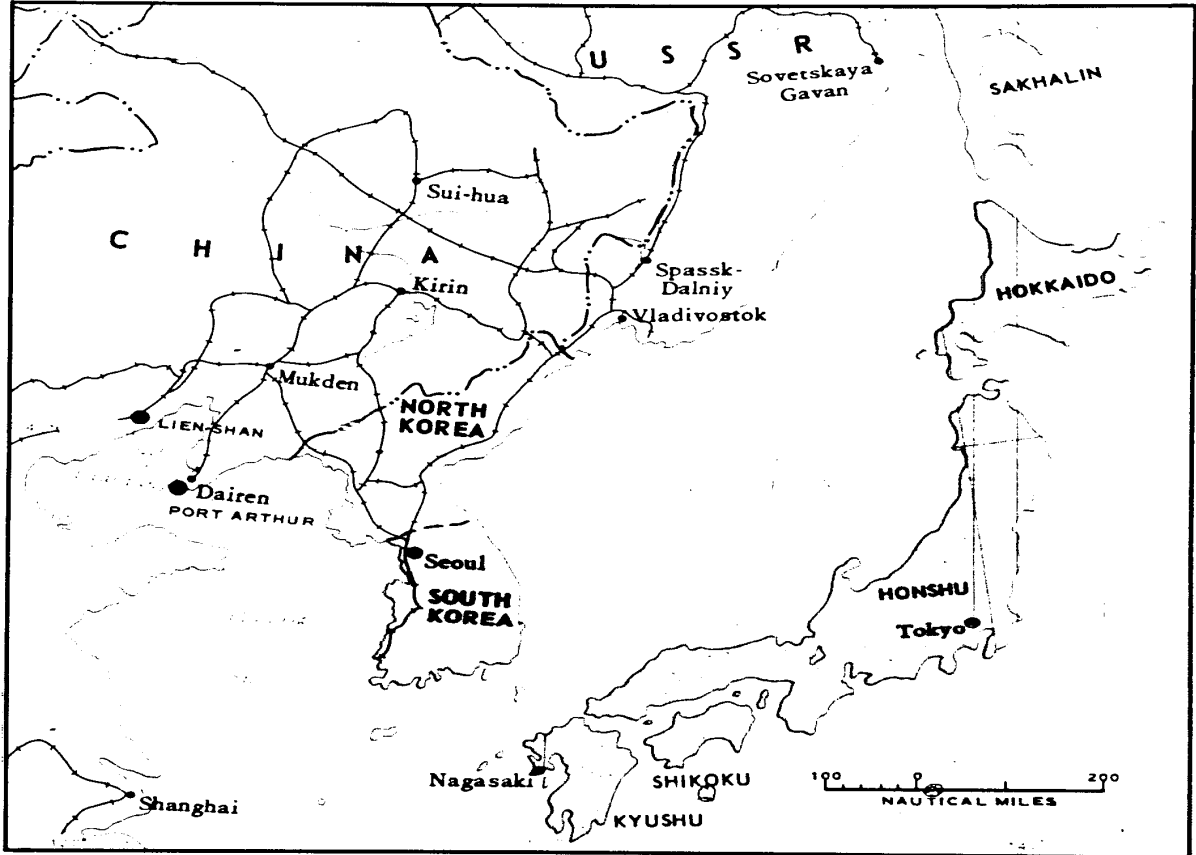 U S S R
Sovetskaya
Gavan
SAKHALIN
Sui-hua
C H I N A
Spassk-
Dalniy
HOKKAIDO
Kirin
Vladivostok
Mukden
NORTH
KOREA
LIEN-SHAN
Dairen
PORT ARTHUR
Seoul
SOUTH
KOREA
HONSHU
Tokyo
Nagasaki
SHIKOKU
100 0 200
NAUTICAL MILES
Shanghai
KYUSHU